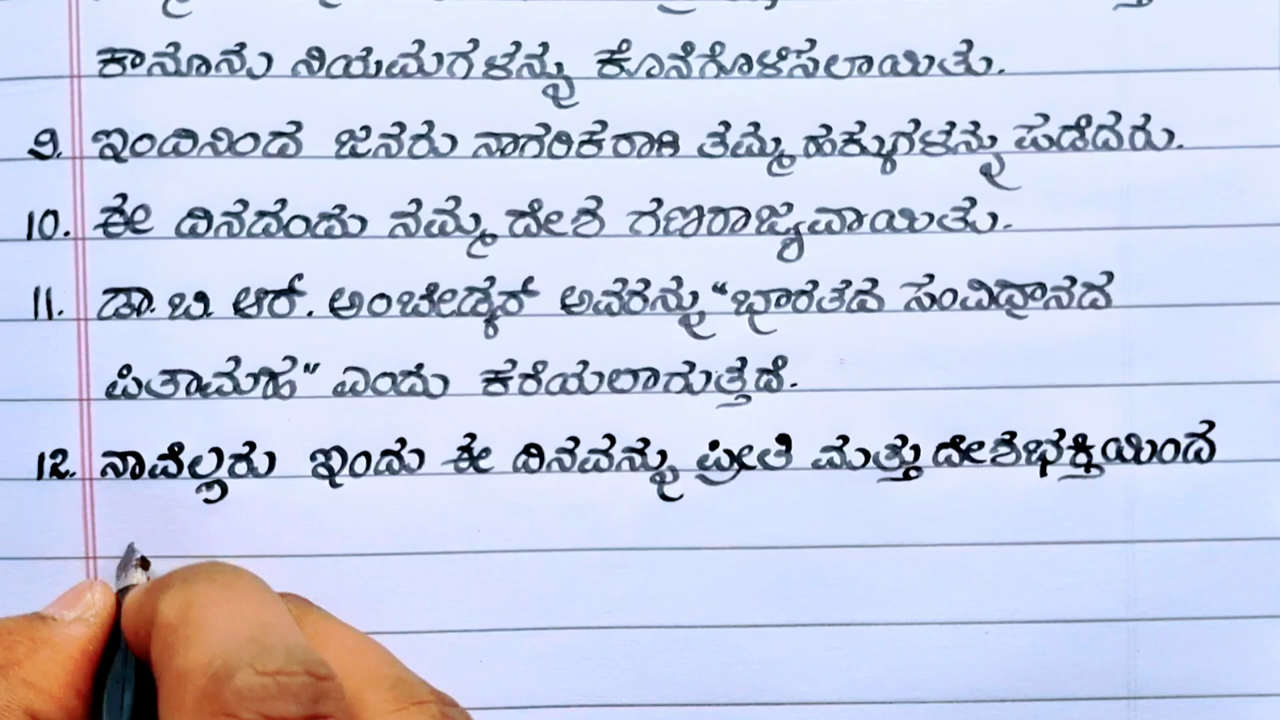 ಕಾನೂನು ನಿಯಮಗಳನ್ನು ಕೊನೆಗೊಳಿಸಲಾಯಿತು.
9. ಇಂದಿನಿಂದ ಜನರು ನಾಗರಿಕರಾಗಿ ತಮ್ಮ ಹಕ್ಕುಗಳನ್ನು ಪಡೆದರು.
10. ಈ ದಿನದಂದು ನಮ್ಮ ದೇಶ ಗಣರಾಜ್ಯವಾಯಿತು.
11. ಡಾ. ಬಿ. ಆರ್. ಅಂಬೇಡ್ಕರ್ ಅವರನ್ನು "ಭಾರತದ ಸಂವಿಧಾನದ
ಪಿತಾಮಹ" ಎಂದು ಕರೆಯಲಾಗುತ್ತದೆ.
12. ನಾವೆಲ್ಲರು ಇಂದು ಈ ದಿನವನ್ನು ಪ್ರೀತಿ ಮತ್ತು ದೇಶಭಕ್ತಿಯಿಂದ